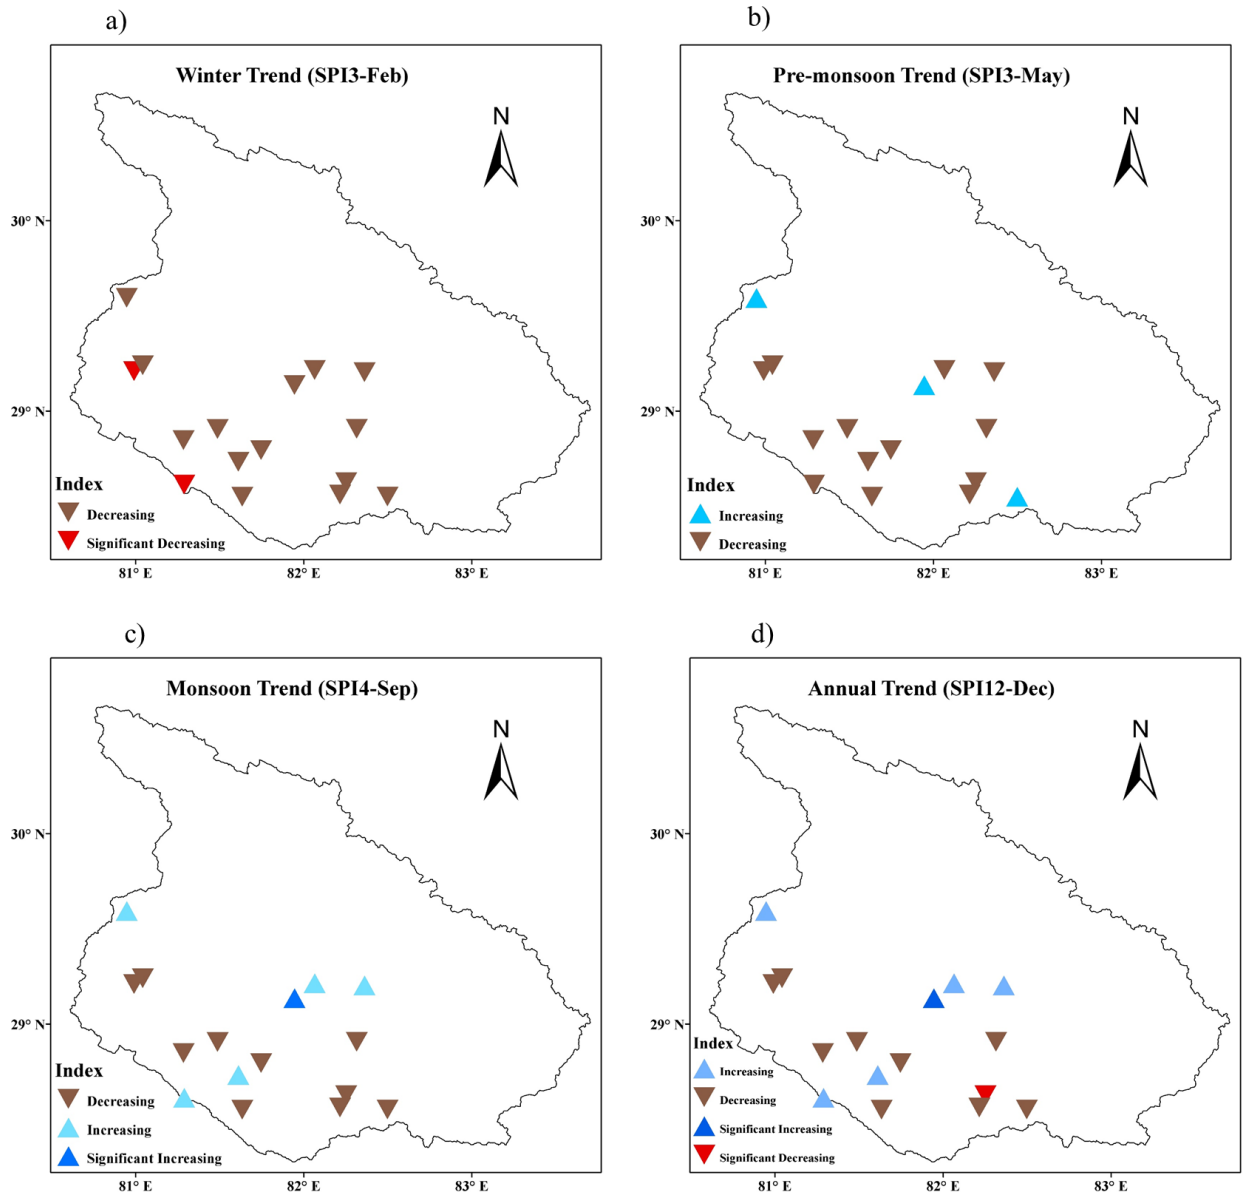 a)
Winter Trend (SPI3-Feb)
N
30° N
29° N
Index
Decreasing
Significant Decreasing
81° E
82° E
83° E
b)
Pre-monsoon Trend (SPI3-May)
N
30° N
29° N
Index
Increasing
Decreasing
81° E
82° E
83° E
c)
Monsoon Trend (SPI4-Sep)
N
30° N
29° N
Index
Decreasing
Increasing
Significant Increasing
81° E
82° E
83° E
d)
Annual Trend (SPI12-Dec)
N
30° N
29° N
Index
Increasing
Decreasing
Significant Increasing
Significant Decreasing
81° E
82° E
83° E